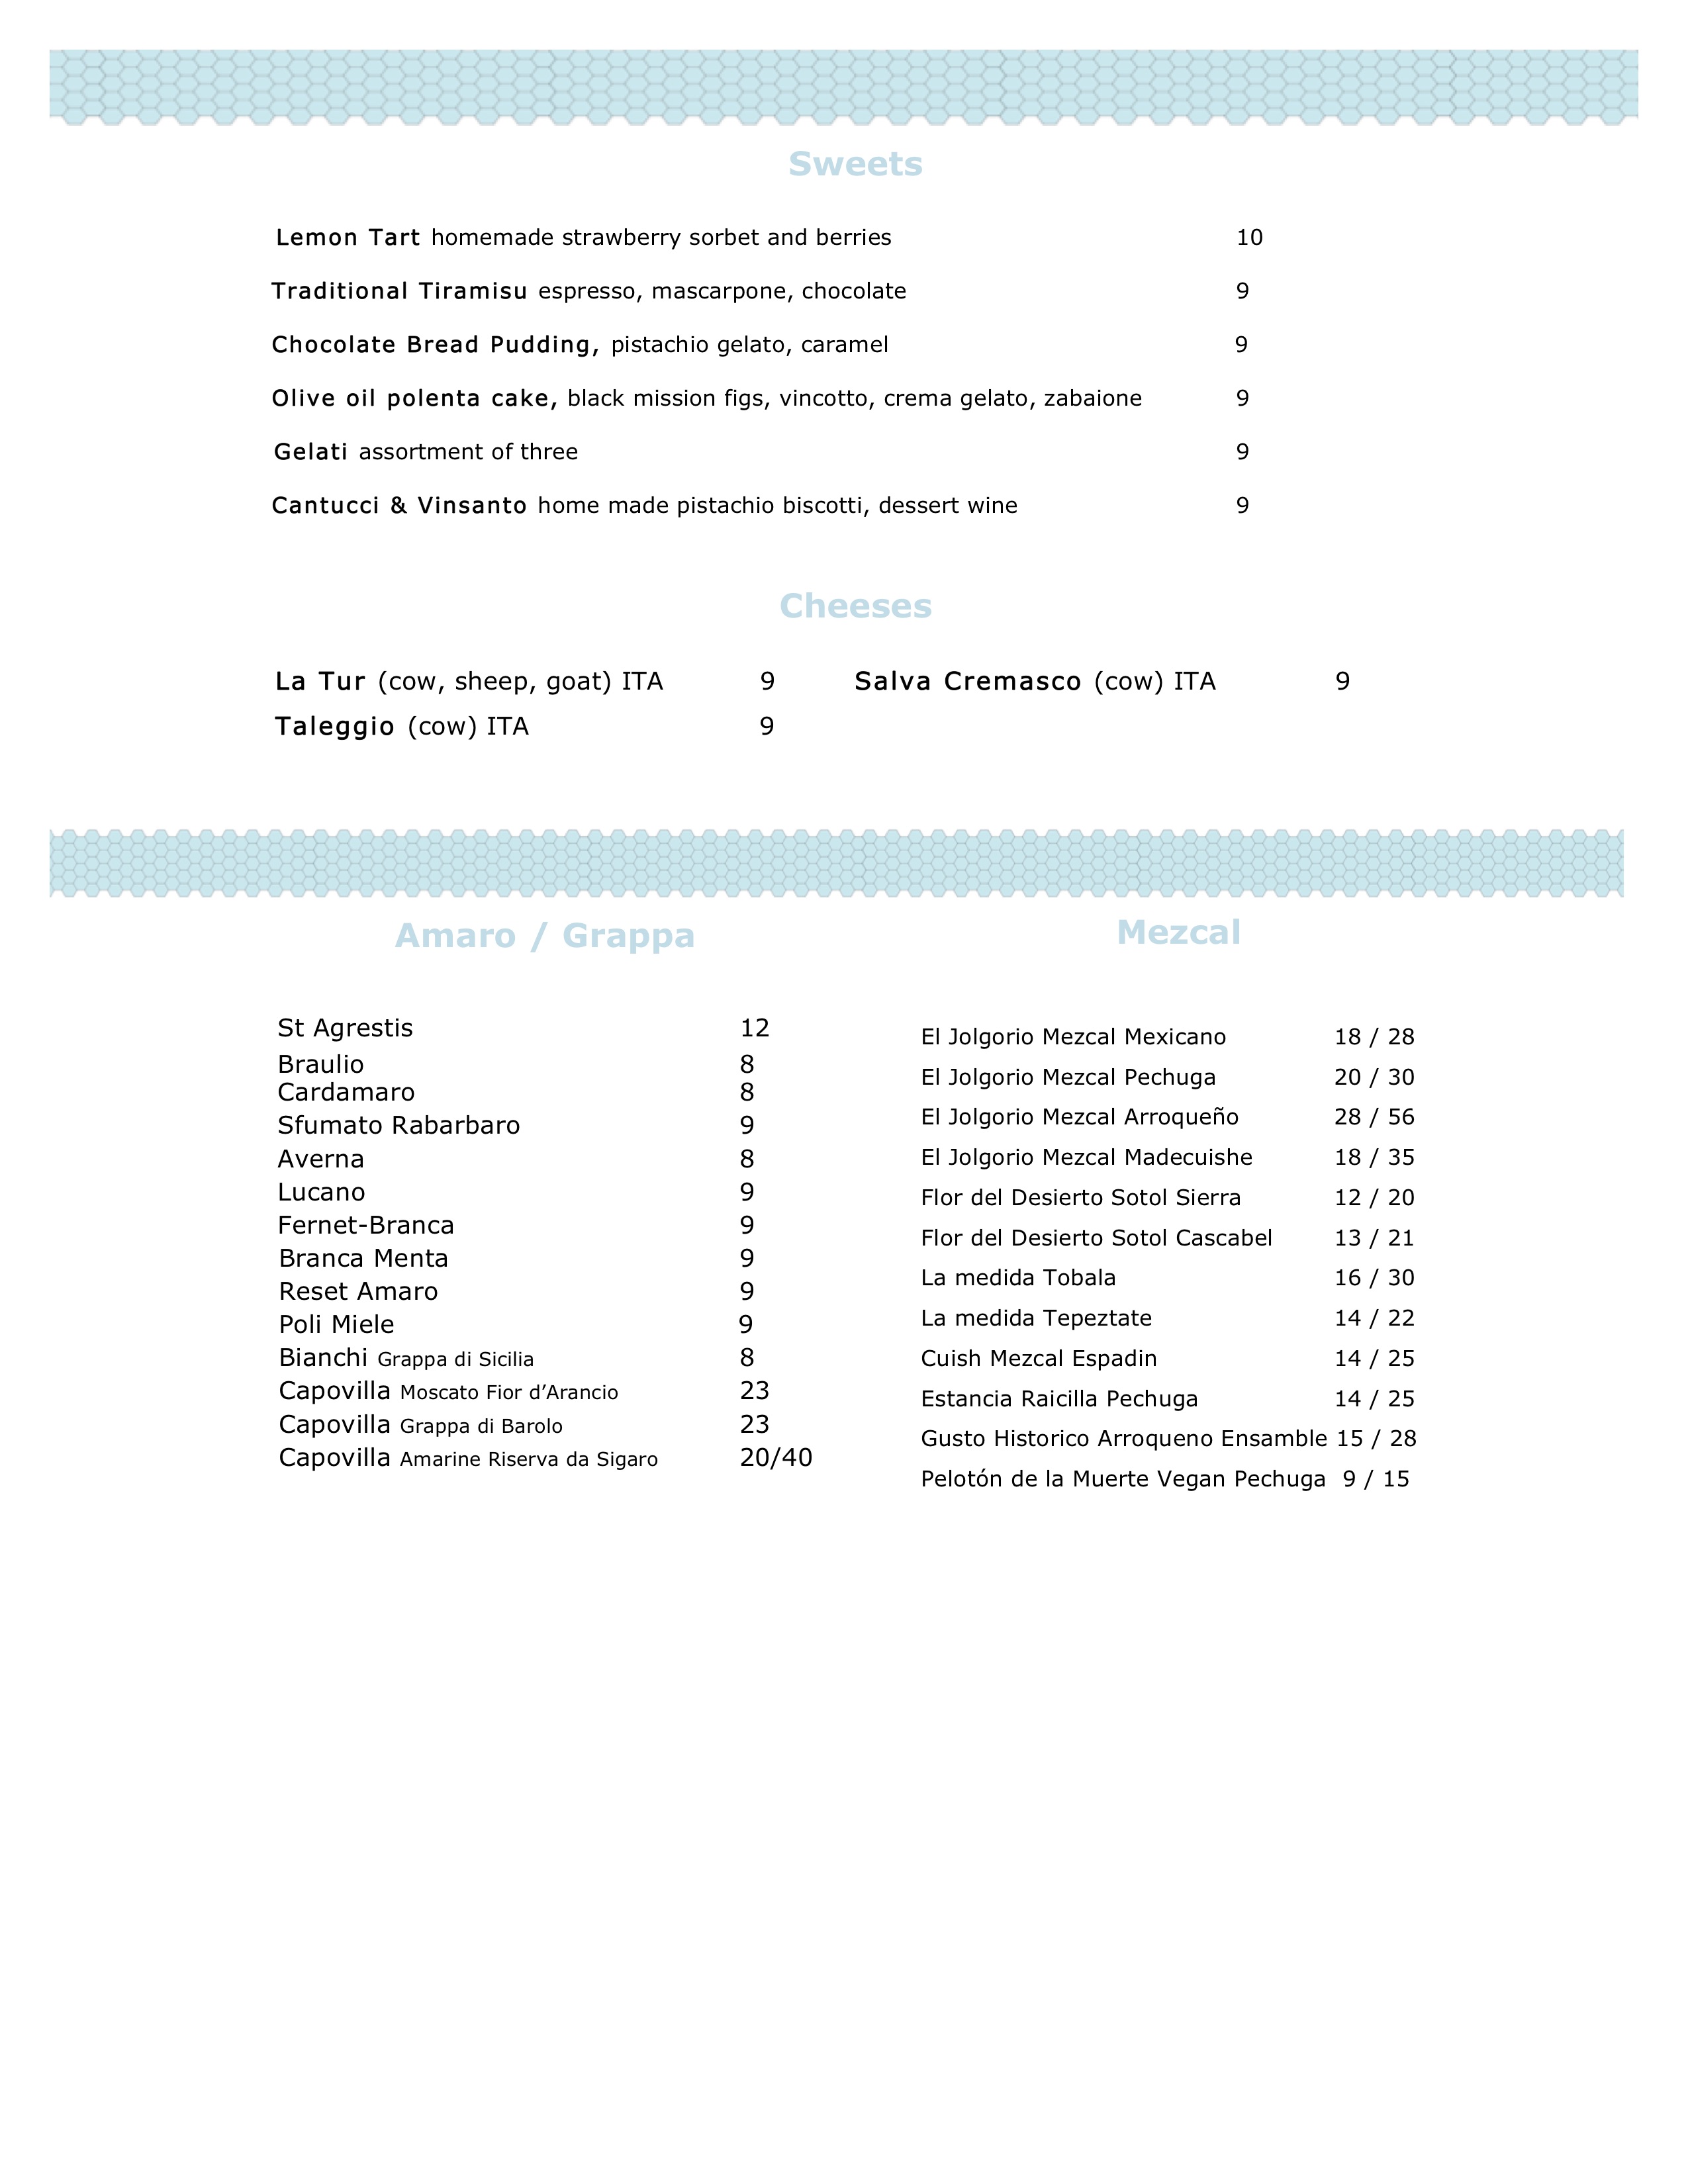 Sweets
Lemon Tart homemade strawberry sorbet and berries 10
Traditional Tiramisu espresso, mascarpone, chocolate 9
Chocolate Bread Pudding, pistachio gelato, caramel 9
Olive oil polenta cake, black mission figs, vincotto, crema gelato, zabaione 9
Gelati assortment of three 9
Cantucci & Vinsanto home made pistachio biscotti, dessert wine 9
Cheeses
La Tur (cow, sheep, goat) ITA 9 Salva Cremasco (cow) ITA 9
Taleggio (cow) ITA 9
Amaro / Grappa
St Agrestis 12
Braulio 8
Cardamaro 8
Sfumato Rabarbaro 9
Averna 8
Lucano 9
Fernet-Branca 9
Branca Menta 9
Reset Amaro 9
Poli Miele 9
Bianchi Grappa di Sicilia 8
Capovilla Moscato Fior d’Arancio 23
Capovilla Grappa di Barolo 23
Capovilla Amarine Riserva da Sigaro 20/40
Mezcal
El Jolgorio Mezcal Mexicano 18 / 28
El Jolgorio Mezcal Pechuga 20 / 30
El Jolgorio Mezcal Arroqueño 28 / 56
El Jolgorio Mezcal Madecuishe 18 / 35
Flor del Desierto Sotol Sierra 12 / 20
Flor del Desierto Sotol Cascabel 13 / 21
La medida Tobala 16 / 30
La medida Tepeztate 14 / 22
Cuish Mezcal Espadin 14 / 25
Estancia Raicilla Pechuga 14 / 25
Gusto Historico Arroqueno Ensamble 15 / 28
Pelotón de la Muerte Vegan Pechuga 9 / 15